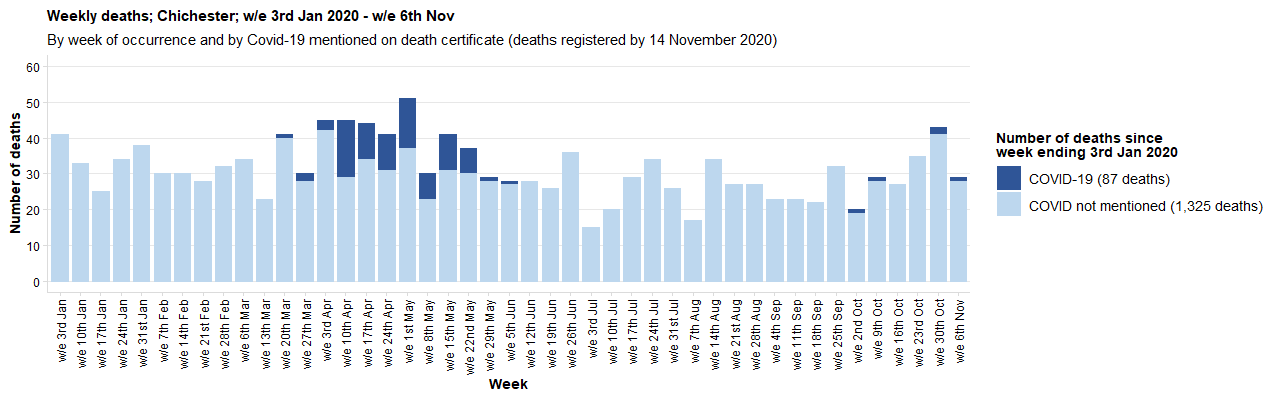 Weekly deaths; Chichester; w/e 3rd Jan 2020 - w/e 6th Nov
By week of occurrence and by Covid-19 mentioned on death certificate (deaths registered by 14 November 2020)
Number of deaths
60
50
40
30
20
10
0
w/e 3rd Jan
w/e 10th Jan
w/e 17th Jan
w/e 24th Jan
w/e 31st Jan
w/e 7th Feb
w/e 14th Feb
w/e 21st Feb
w/e 28th Feb
w/e 6th Mar
w/e 13th Mar
w/e 20th Mar
w/e 27th Mar
w/e 3rd Apr
w/e 10th Apr
w/e 17th Apr
w/e 24th Apr
w/e 1st May
w/e 8th May
w/e 15th May
w/e 22nd May
w/e 29th May
w/e 5th Jun
w/e 12th Jun
w/e 19th Jun
w/e 26th Jun
w/e 3rd Jul
w/e 10th Jul
w/e 17th Jul
w/e 24th Jul
w/e 31st Jul
w/e 7th Aug
w/e 14th Aug
w/e 21st Aug
w/e 28th Aug
w/e 4th Sep
w/e 11th Sep
w/e 18th Sep
w/e 25th Sep
w/e 2nd Oct
w/e 9th Oct
w/e 16th Oct
w/e 23rd Oct
w/e 30th Oct
w/e 6th Nov
Week
Number of deaths since
week ending 3rd Jan 2020
COVID-19 (87 deaths)
COVID not mentioned (1,325 deaths)